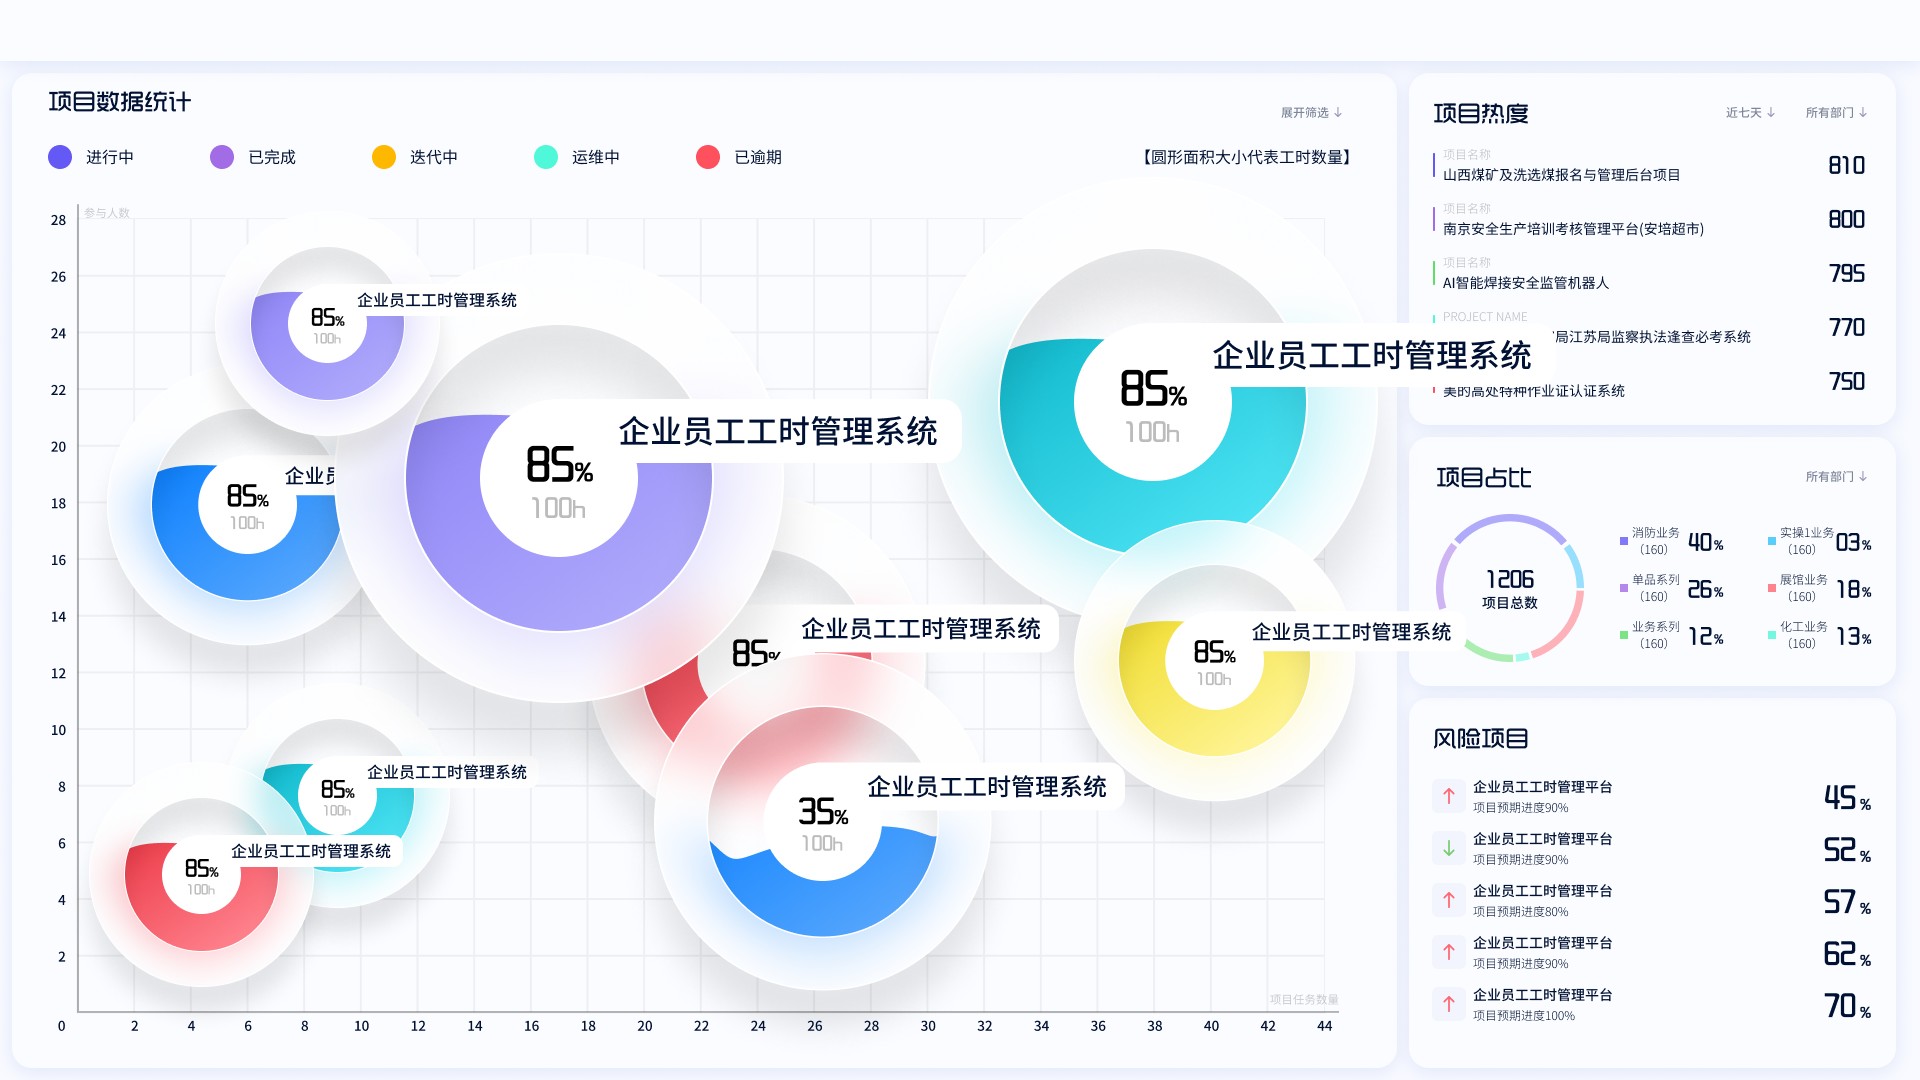 项目数据统计
展开筛选 ↓
进行中
已完成
迭代中
运维中
已逾期
【圆形面积大小代表工时数量】
参与人数
28
26
24
22
20
18
16
14
12
10
8
6
4
2
0
2
4
6
8
10
12
14
16
18
20
22
24
26
28
30
32
34
36
38
40
42
44
项目任务数量
企业员工工时管理系统
85%
100h
企业
85%
100h
企业员工工时管理系统
85%
100h
企业员工工时管理系统
85%
100h
企业员工工时管理系统
85%
企业员工工时管理系统
85%
100h
企业员工工时管理系统
85%
100h
企业员工工时管理系统
35%
100h
企业员工工时管理系统
85%
100h
项目热度
近七天 ↓
所有部门 ↓
项目名称
山西煤矿及洗选煤报名与管理后台项目
810
项目名称
南京安全生产培训考核管理平台(安培超市)
800
项目名称
AI智能焊接安全监管机器人
795
PROJECT NAME
局江苏局监察执法逢查必考系统
770
美的高处特种作业证认证系统
750
项目占比
所有部门 ↓
1206
项目总数
消防业务
（160）
40%
实操1业务
（160）
03%
单品系列
（160）
26%
展馆业务
（160）
18%
业务系列
（160）
12%
化工业务
（160）
13%
风险项目
企业员工工时管理平台
项目预期进度90%
45%
企业员工工时管理平台
项目预期进度90%
52%
企业员工工时管理平台
项目预期进度80%
57%
企业员工工时管理平台
项目预期进度90%
62%
企业员工工时管理平台
项目预期进度100%
70%